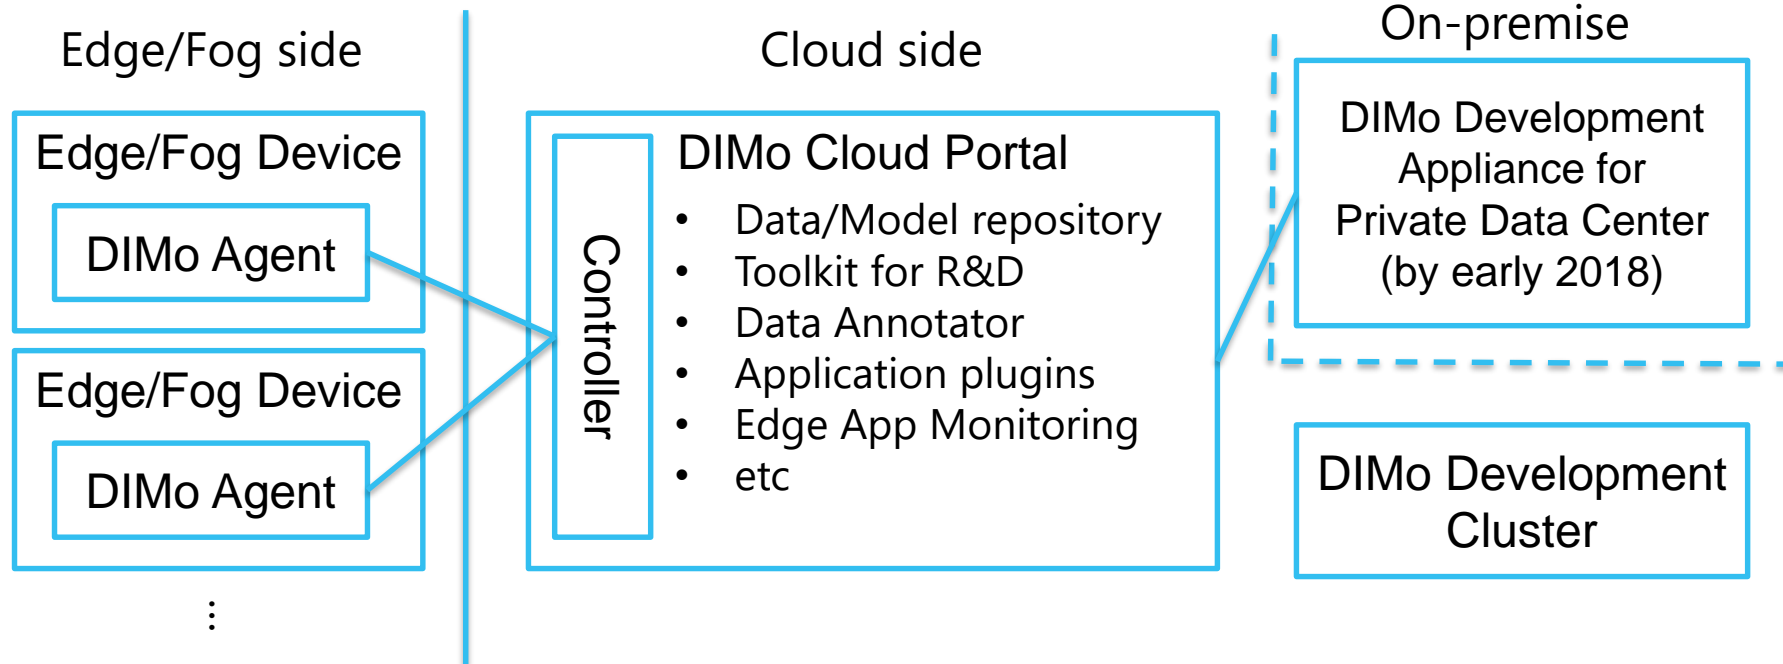 Edge/Fog side
Edge/Fog Device
DIMo Agent
Edge/Fog Device
DIMo Agent
...
Cloud side
Controller
DIMo Cloud Portal
• Data/Model repository
• Toolkit for R&D
• Data Annotator
• Application plugins
• Edge App Monitoring
• etc
On-premise
DIMo Development
Appliance for
Private Data Center
(by early 2018)
DIMo Development
Cluster